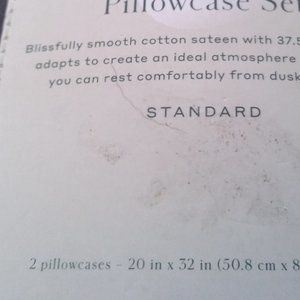 Pillowcase Se
Blissfully smooth cotton sateen with 37.5
adapts to create an ideal atmosphere
you can rest comfortably from dusk
STANDARD
2 pillowcases – 20 in x 32 in (50.8 cm x 8